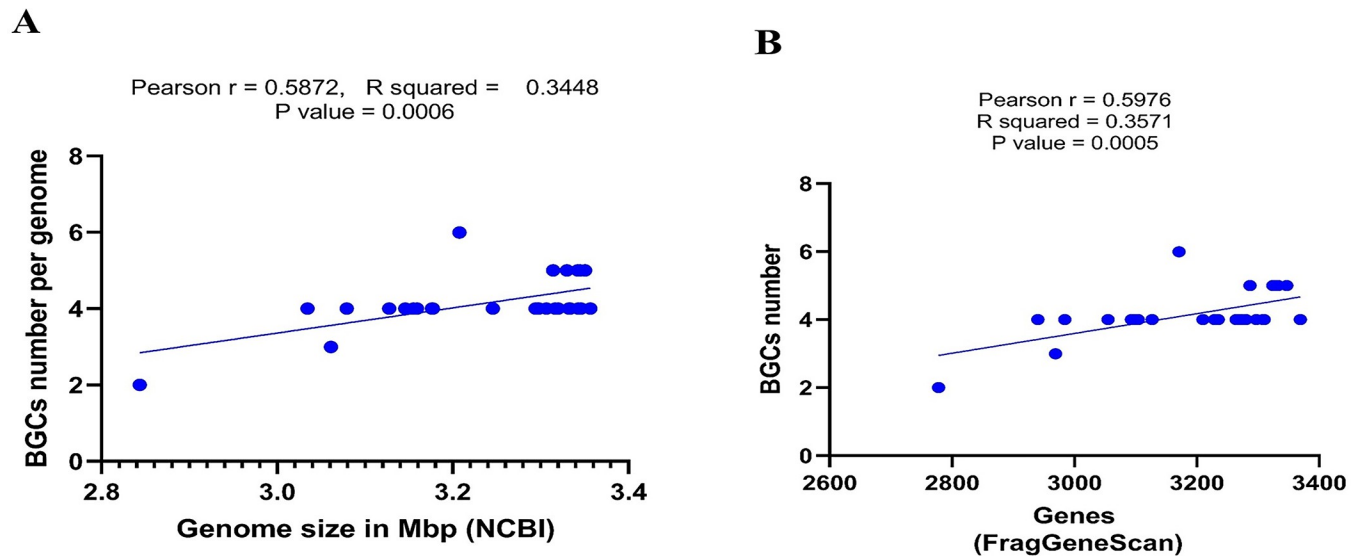 A
Pearson r = 0.5872, R squared = 0.3448
P value = 0.0006
BGCs number per genome
8
6
4
2
0
2.8 3.0 3.2 3.4
Genome size in Mbp (NCBI)
B
Pearson r = 0.5976
R squared = 0.3571
P value = 0.0005
BGCs number
8
6
4
2
0
2600 2800 3000 3200 3400
Genes
(FragGeneScan)